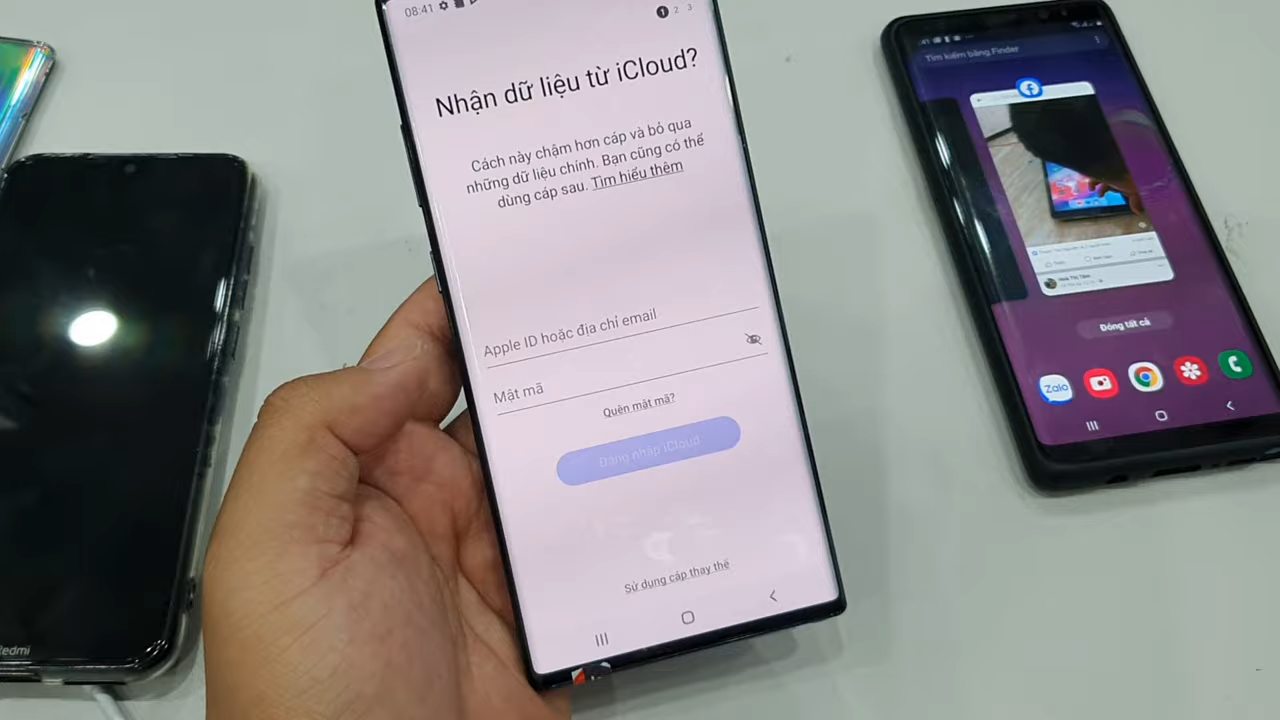 08:41
1 2 3
Nhận dữ liệu từ iCloud?
Cách này chậm hơn cáp và bỏ qua
những dữ liệu chính. Bạn cũng có thể
dùng cáp sau. Tìm hiểu thêm
Apple ID hoặc địa chỉ email
Mật mã
Quên mật mã?
Đăng nhập iCloud
Sử dụng cáp thay thế
Tìm kiếm bằng Finder
Đóng tất cả
Zalo
Redmi